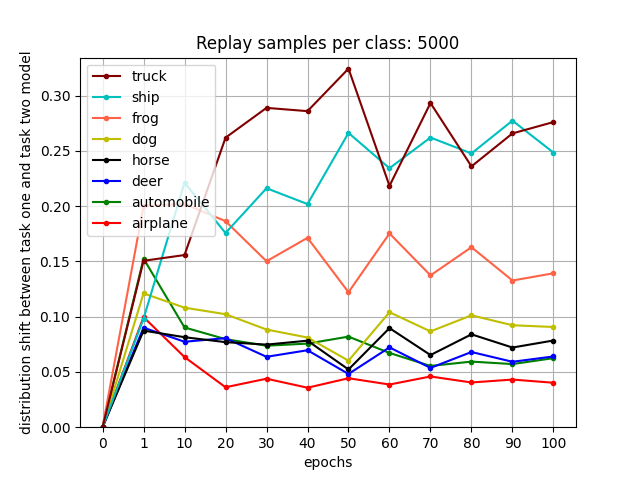 Replay samples per class: 5000
distribution shift between task one and task two model
0.30
0.25
0.20
0.15
0.10
0.05
0.00
truck
ship
frog
dog
horse
deer
automobile
airplane
0 1 10 20 30 40 50 60 70 80 90 100
epochs